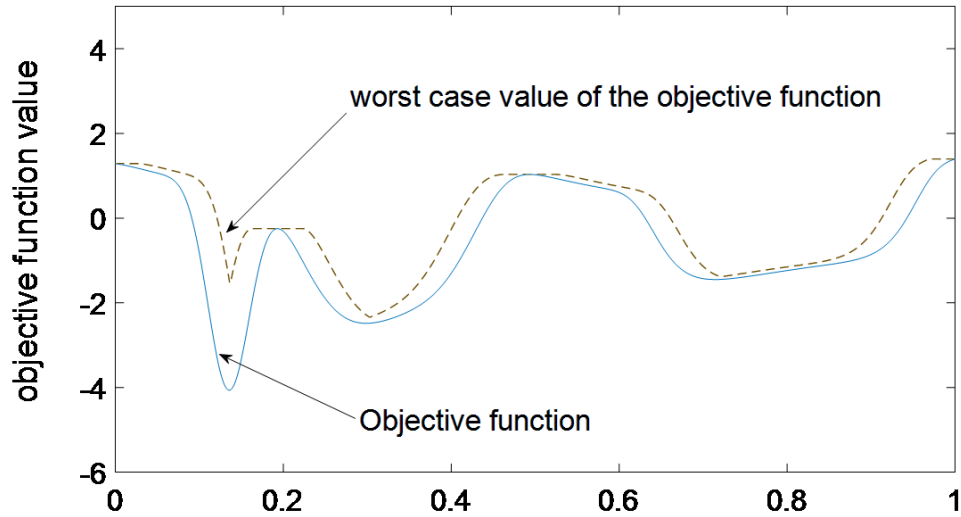 objective function value
4
2
0
-2
-4
-6
worst case value of the objective function
Objective function
0 0.2 0.4 0.6 0.8 1